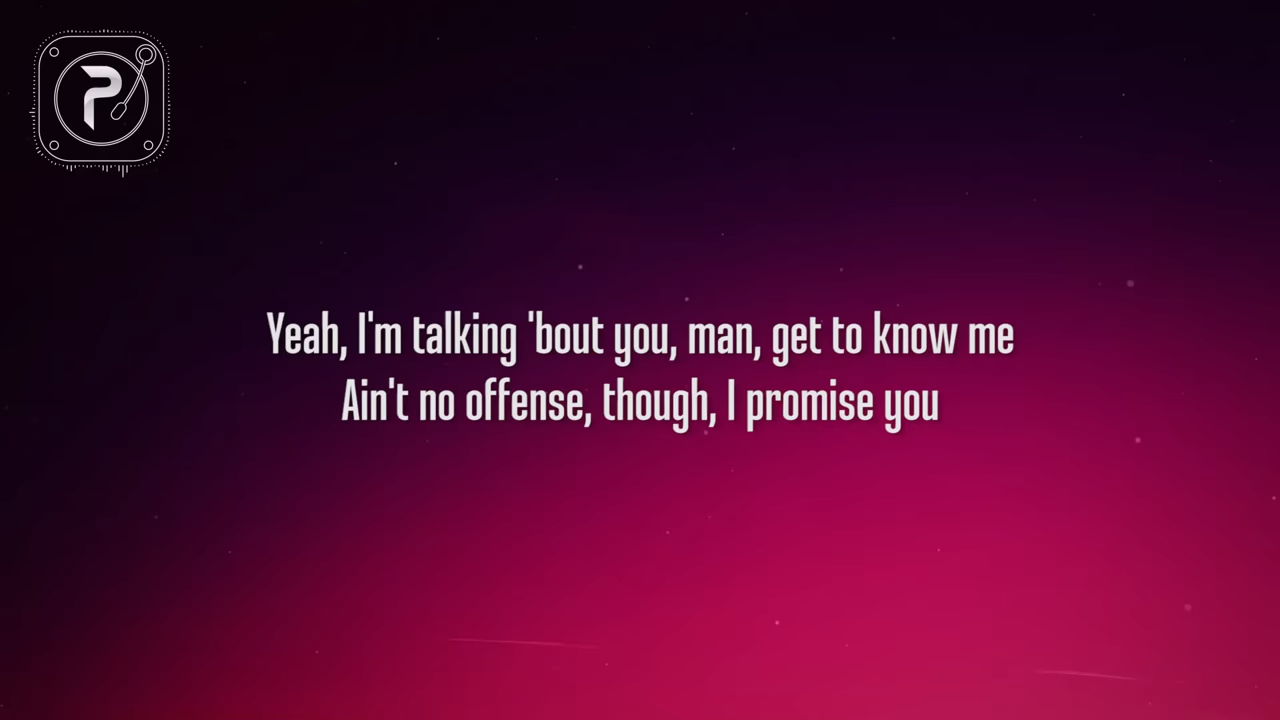 P
Yeah, I'm talking 'bout you, man, get to know me
Ain't no offense, though, I promise you